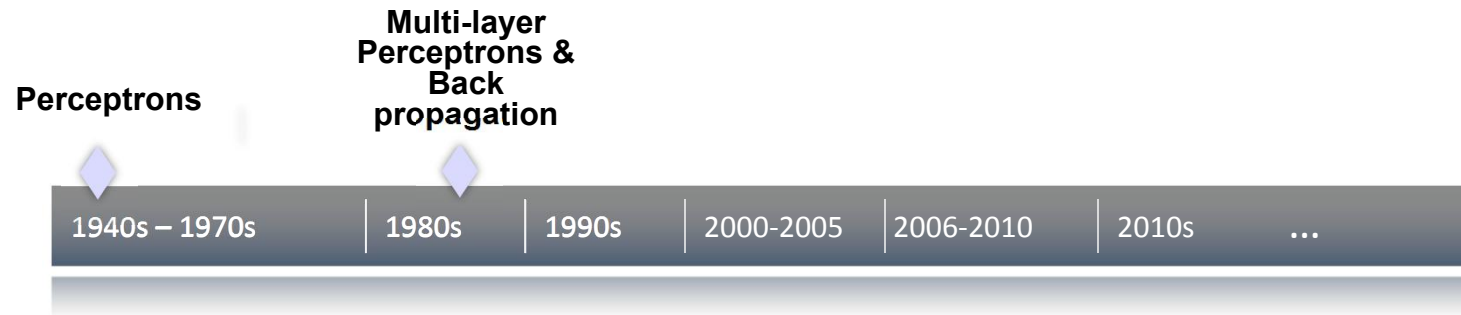 Multi-layer
Perceptrons &
Back
propagation
Perceptrons
1940s – 1970s
1980s
1990s
2000-2005
2006-2010
2010s
...